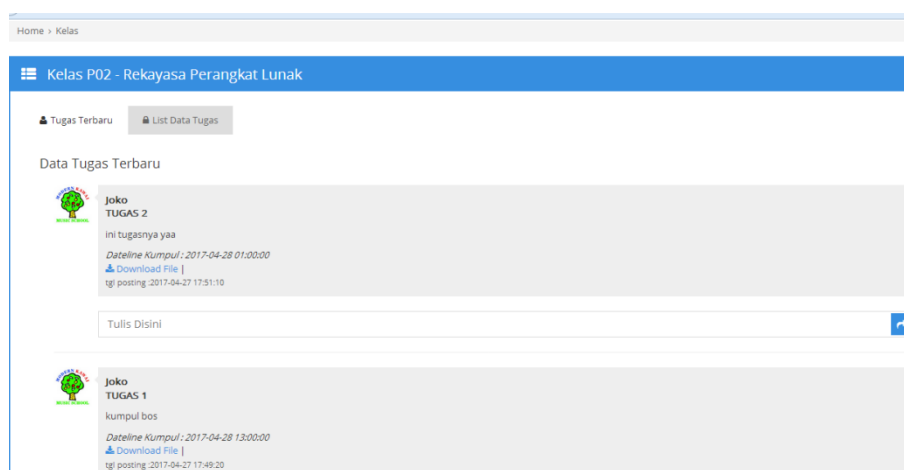 Home › Kelas
Kelas P02 - Rekayasa Perangkat Lunak
Tugas Terbaru List Data Tugas
Data Tugas Terbaru
Joko
TUGAS 2
ini tugasnya yaa
Dateline Kumpul : 2017-04-28 01:00:00
Download File |
tgl posting :2017-04-27 17:51:10
Tulis Disini
Joko
TUGAS 1
kumpul bos
Dateline Kumpul : 2017-04-28 13:00:00
Download File |
tgl posting :2017-04-27 17:49:20